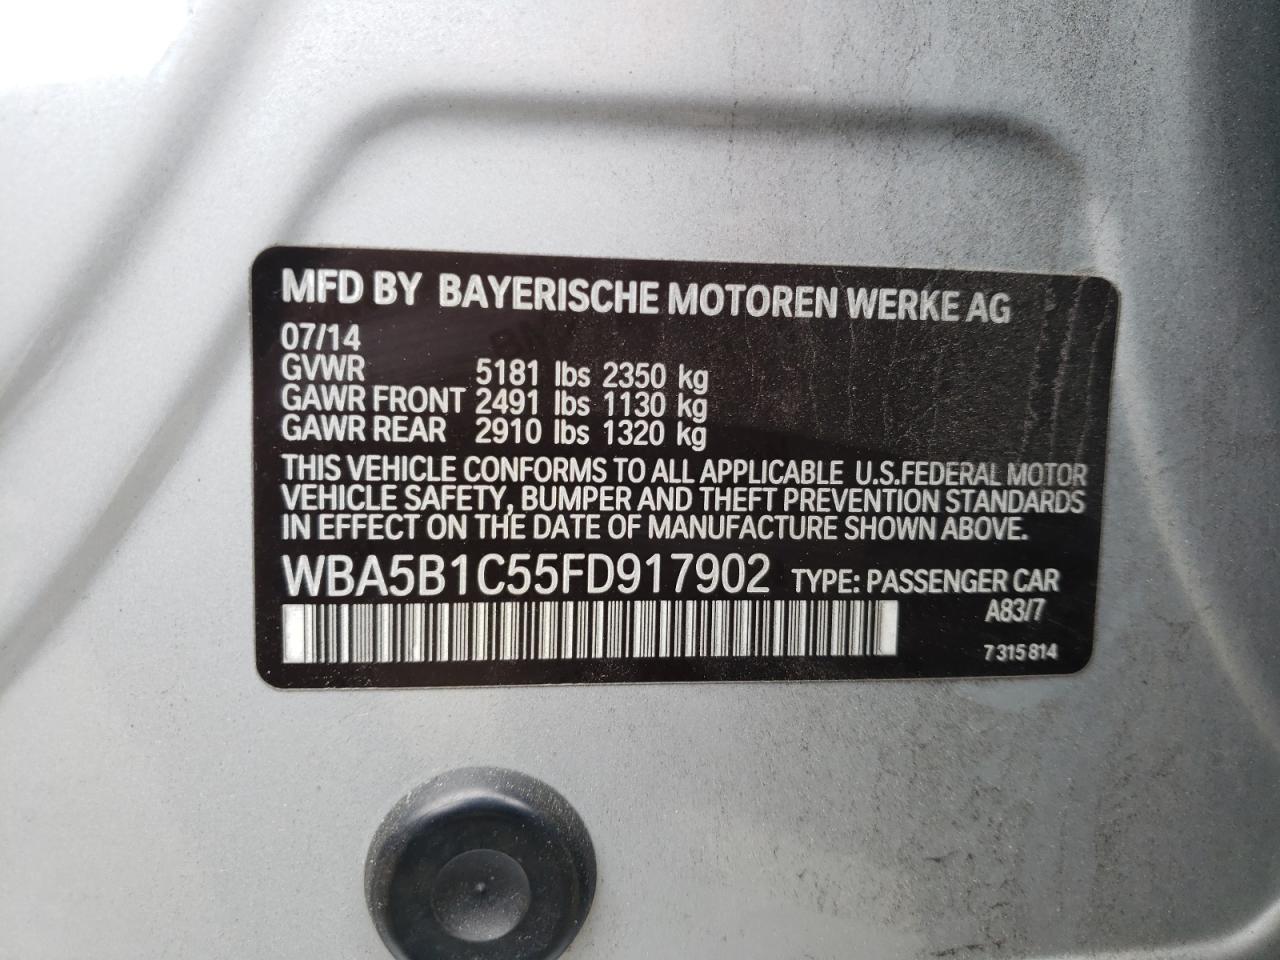 MFD BY BAYERISCHE MOTOREN WERKE AG
07/14
GVWR 5181 lbs 2350 kg
GAWR FRONT 2491 lbs 1130 kg
GAWR REAR 2910 lbs 1320 kg
THIS VEHICLE CONFORMS TO ALL APPLICABLE U.S.FEDERAL MOTOR
VEHICLE SAFETY, BUMPER AND THEFT PREVENTION STANDARDS
IN EFFECT ON THE DATE OF MANUFACTURE SHOWN ABOVE.
WBA5B1C55FD917902 TYPE: PASSENGER CAR
A83/7
7 315 814